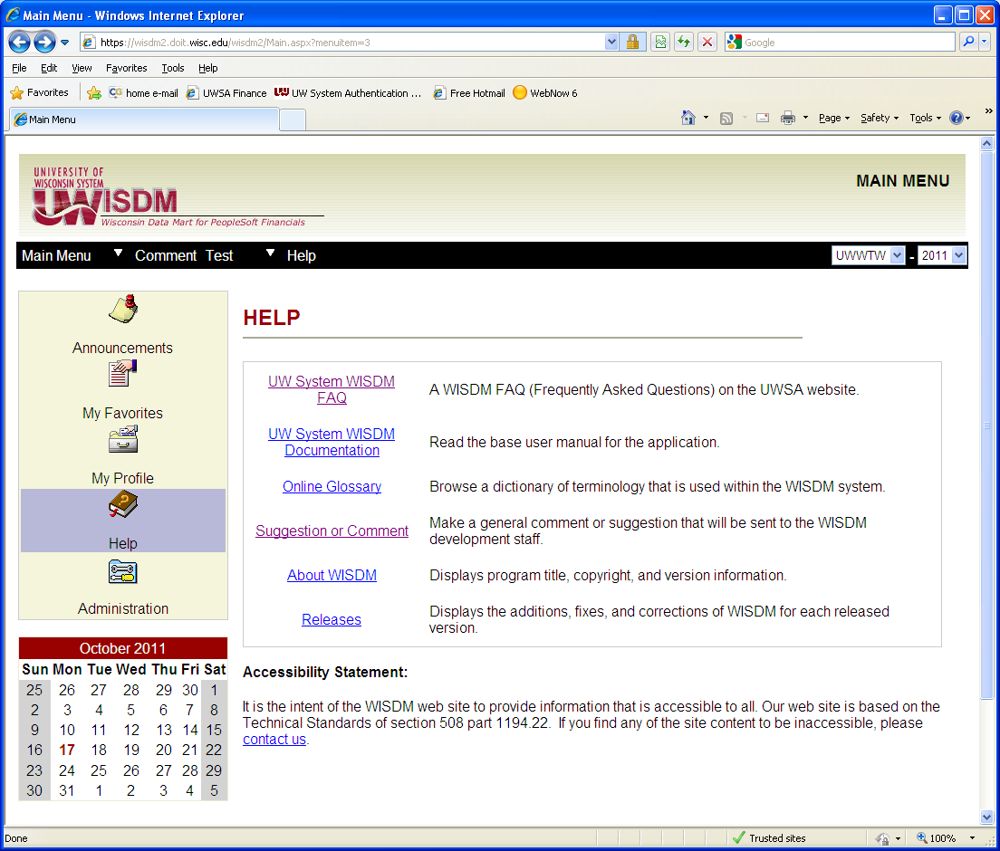 Main Menu - Windows Internet Explorer
https://wisdm2.doit.wisc.edu/wisdm2/Main.aspx?menuitem=3
Google
File Edit View Favorites Tools Help
Favorites
home e-mail
UWSA Finance
UW System Authentication ...
Free Hotmail
WebNow 6
Main Menu
Page
Safety
Tools
UNIVERSITY OF
WISCONSIN SYSTEM
UWISDM
Wisconsin Data Mart for PeopleSoft Financials
MAIN MENU
Main Menu Comment Test Help
UWWTW - 2011
Announcements
My Favorites
My Profile
Help
Administration
October 2011
Sun Mon Tue Wed Thu Fri Sat
25 26 27 28 29 30 1
2 3 4 5 6 7 8
9 10 11 12 13 14 15
16 17 18 19 20 21 22
23 24 25 26 27 28 29
30 31 1 2 3 4 5
HELP
UW System WISDM
FAQ
A WISDM FAQ (Frequently Asked Questions) on the UWSA website.
UW System WISDM
Documentation
Read the base user manual for the application.
Online Glossary
Browse a dictionary of terminology that is used within the WISDM system.
Suggestion or Comment
Make a general comment or suggestion that will be sent to the WISDM
development staff.
About WISDM
Displays program title, copyright, and version information.
Releases
Displays the additions, fixes, and corrections of WISDM for each released
version.
Accessibility Statement:
It is the intent of the WISDM web site to provide information that is accessible to all. Our web site is based on the
Technical Standards of section 508 part 1194.22. If you find any of the site content to be inaccessible, please
contact us.
Done
Trusted sites
100%